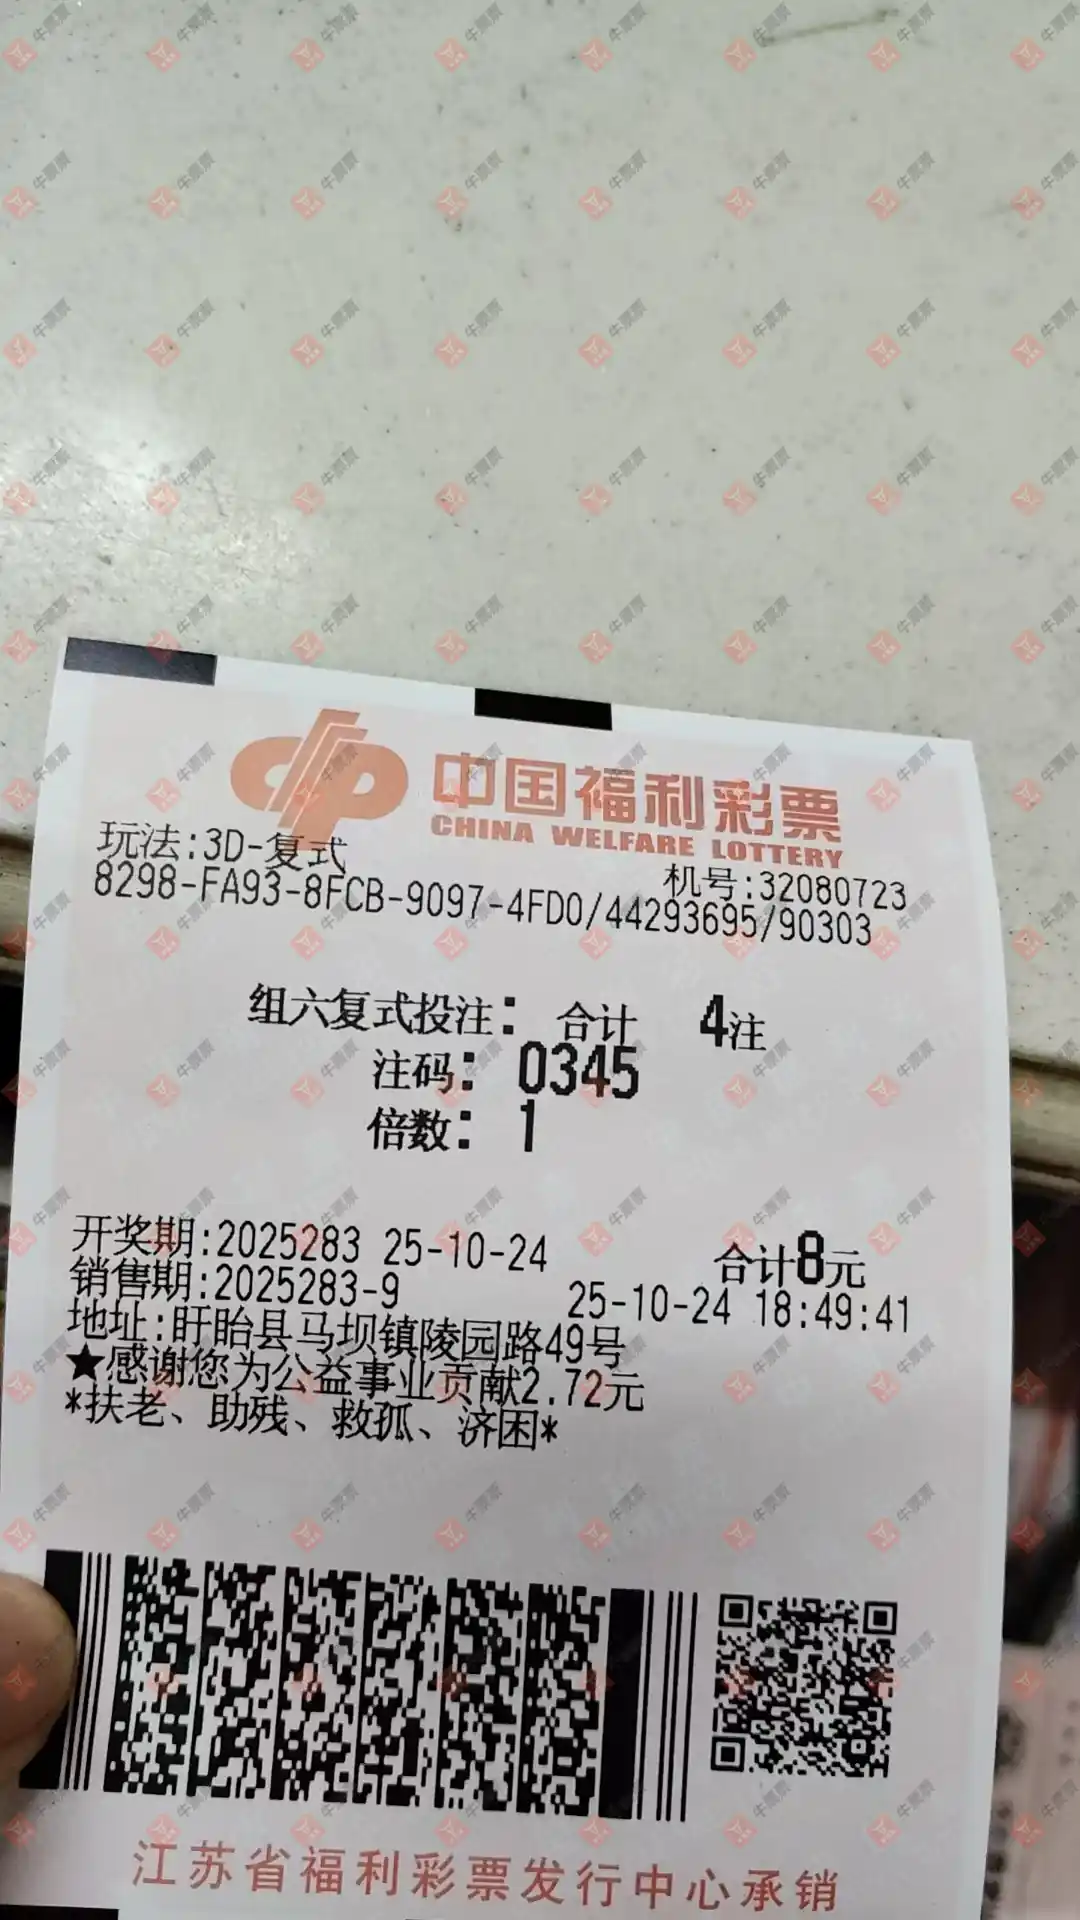 中国福利彩票
CHINA WELFARE LOTTERY
玩法:3D-复式
机号:32080723
8298-FA93-8FCB-9097-4FD0/44293695/90303
组六复式投注: 合计 4注
注码: 0345
倍数: 1
开奖期:2025283 25-10-24 合计8元
销售期:2025283-9 25-10-24 18:49:41
地址:盱眙县马坝镇陵园路49号
★感谢您为公益事业贡献2.72元
*扶老、助残、救孤、济困*
江苏省福利彩票发行中心承销
牛票票